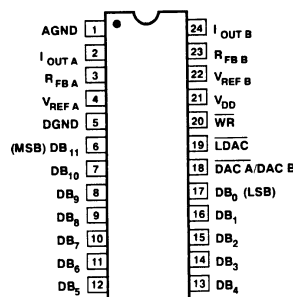 AGND 1
I OUT A 2
R FB A 3
V REF A 4
DGND 5
(MSB) DB11 6
DB10 7
DB9 8
DB8 9
DB7 10
DB6 11
DB5 12
24 I OUT B
23 R FB B
22 V REF B
21 VDD
20 WR
19 LDAC
18 DAC A/DAC B
17 DB0 (LSB)
16 DB1
15 DB2
14 DB3
13 DB4